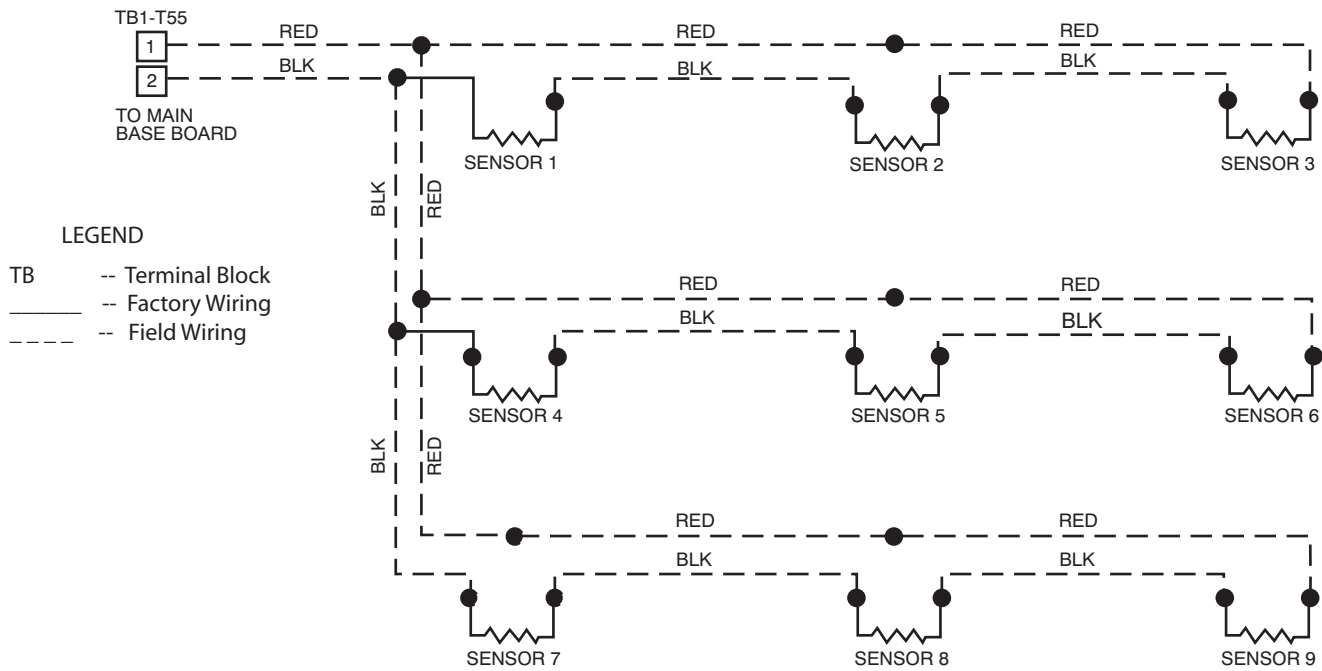 TB1-T55
1 RED RED RED
2 BLK BLK BLK
TO MAIN
BASE BOARD
SENSOR 1 SENSOR 2 SENSOR 3
BLK RED
LEGEND
TB -- Terminal Block
______ -- Factory Wiring
_ _ _ _ -- Field Wiring
RED RED
BLK BLK
SENSOR 4 SENSOR 5 SENSOR 6
BLK RED
RED RED
BLK BLK
SENSOR 7 SENSOR 8 SENSOR 9